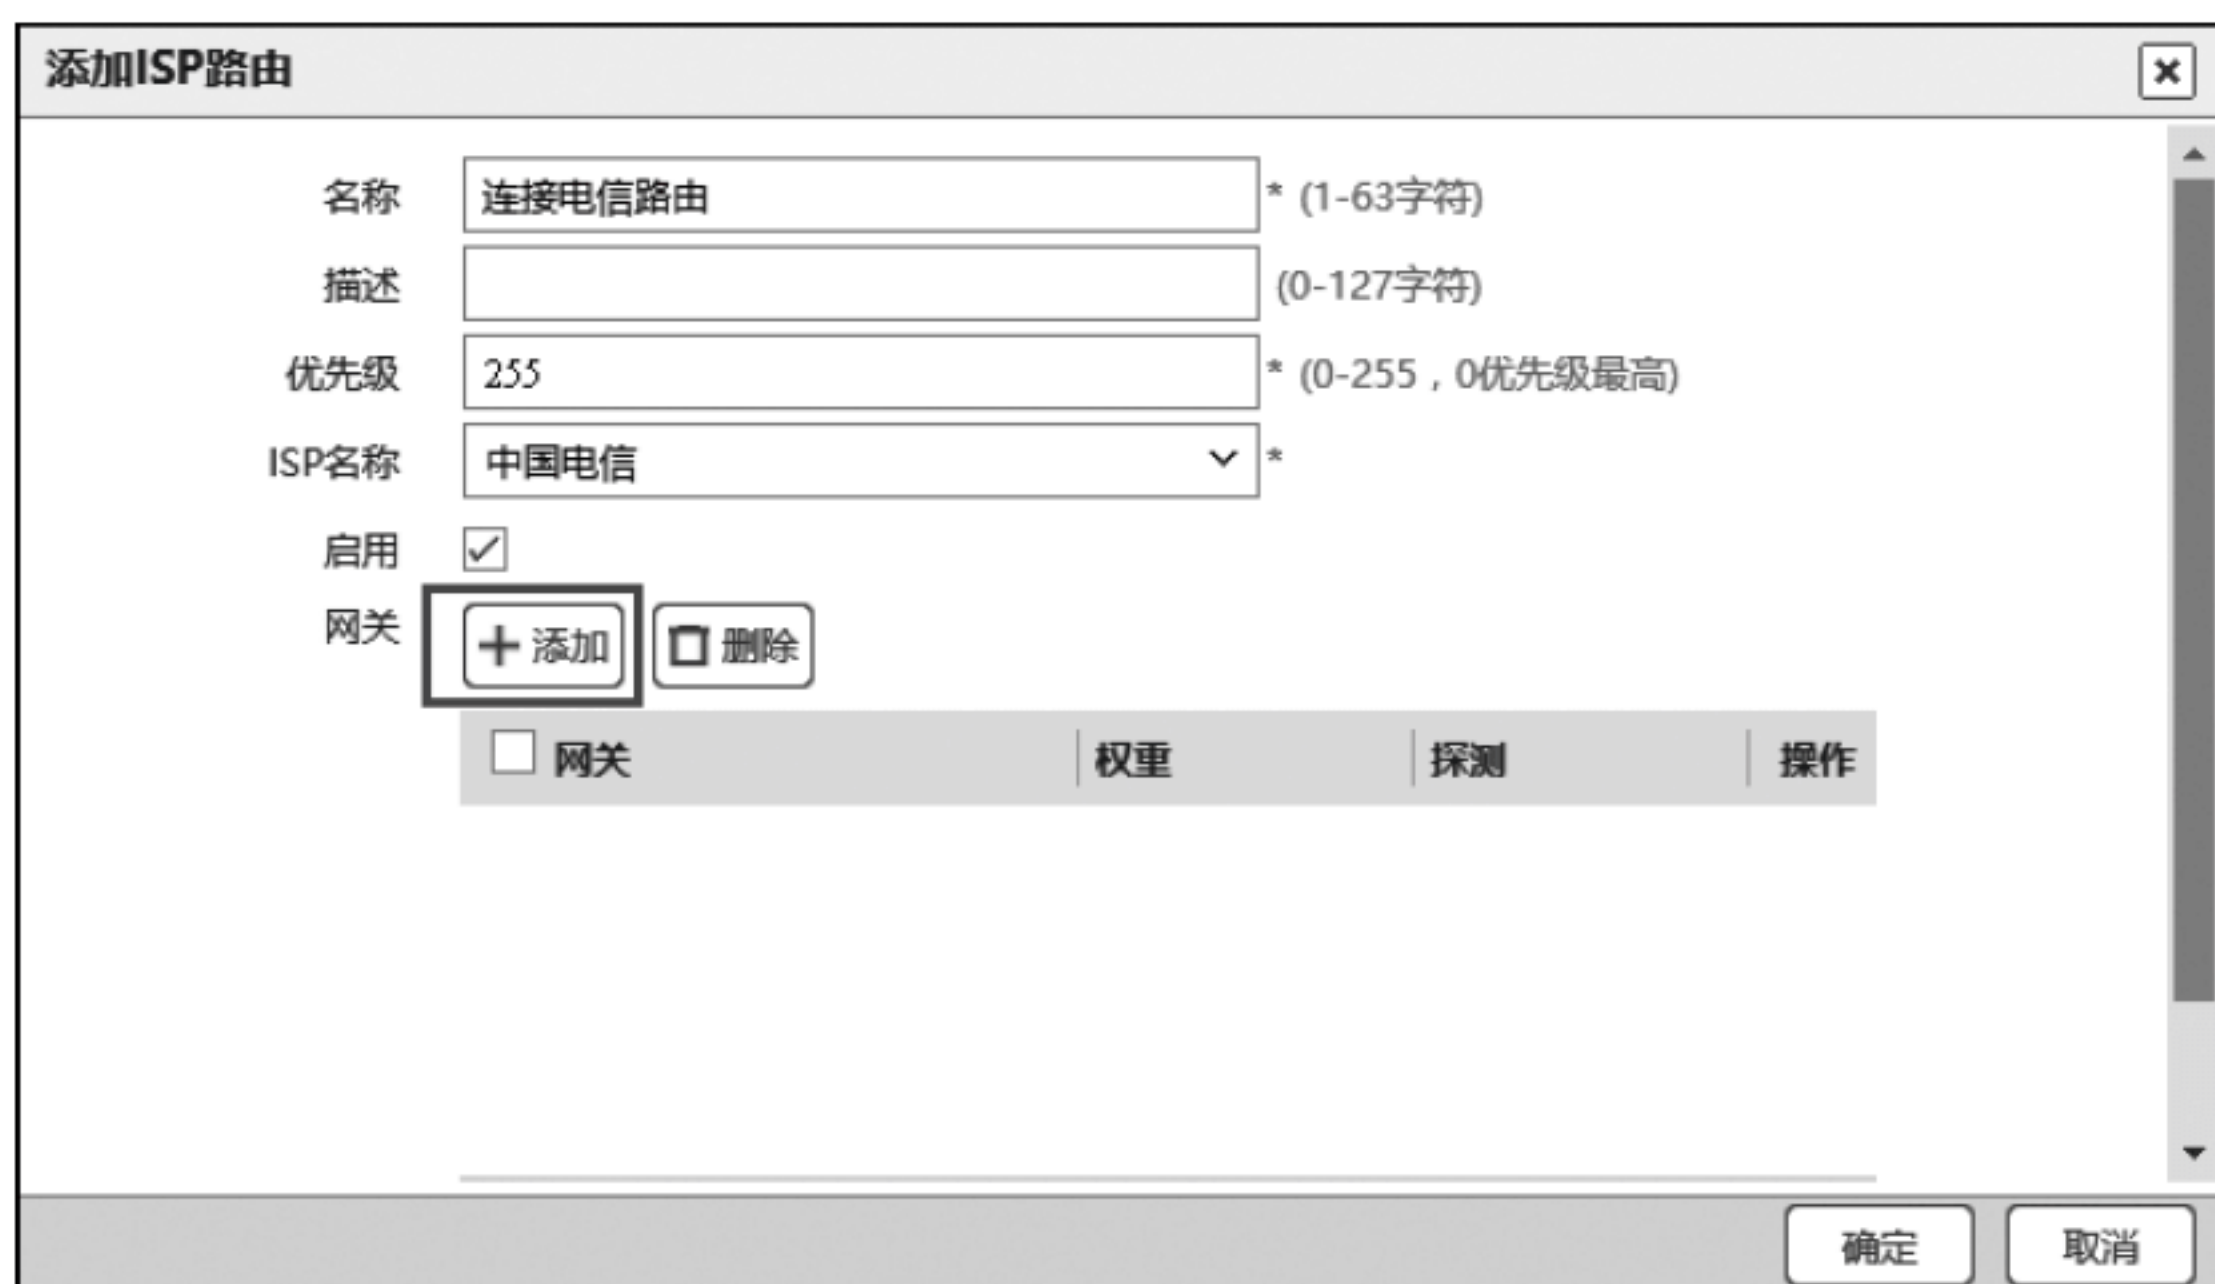 添加ISP路由
名称 连接电信路由 * (1-63字符)
描述 (0-127字符)
优先级 255 * (0-255，0优先级最高)
ISP名称 中国电信 *
启用
网关 添加 删除
网关 权重 探测 操作
确定 取消